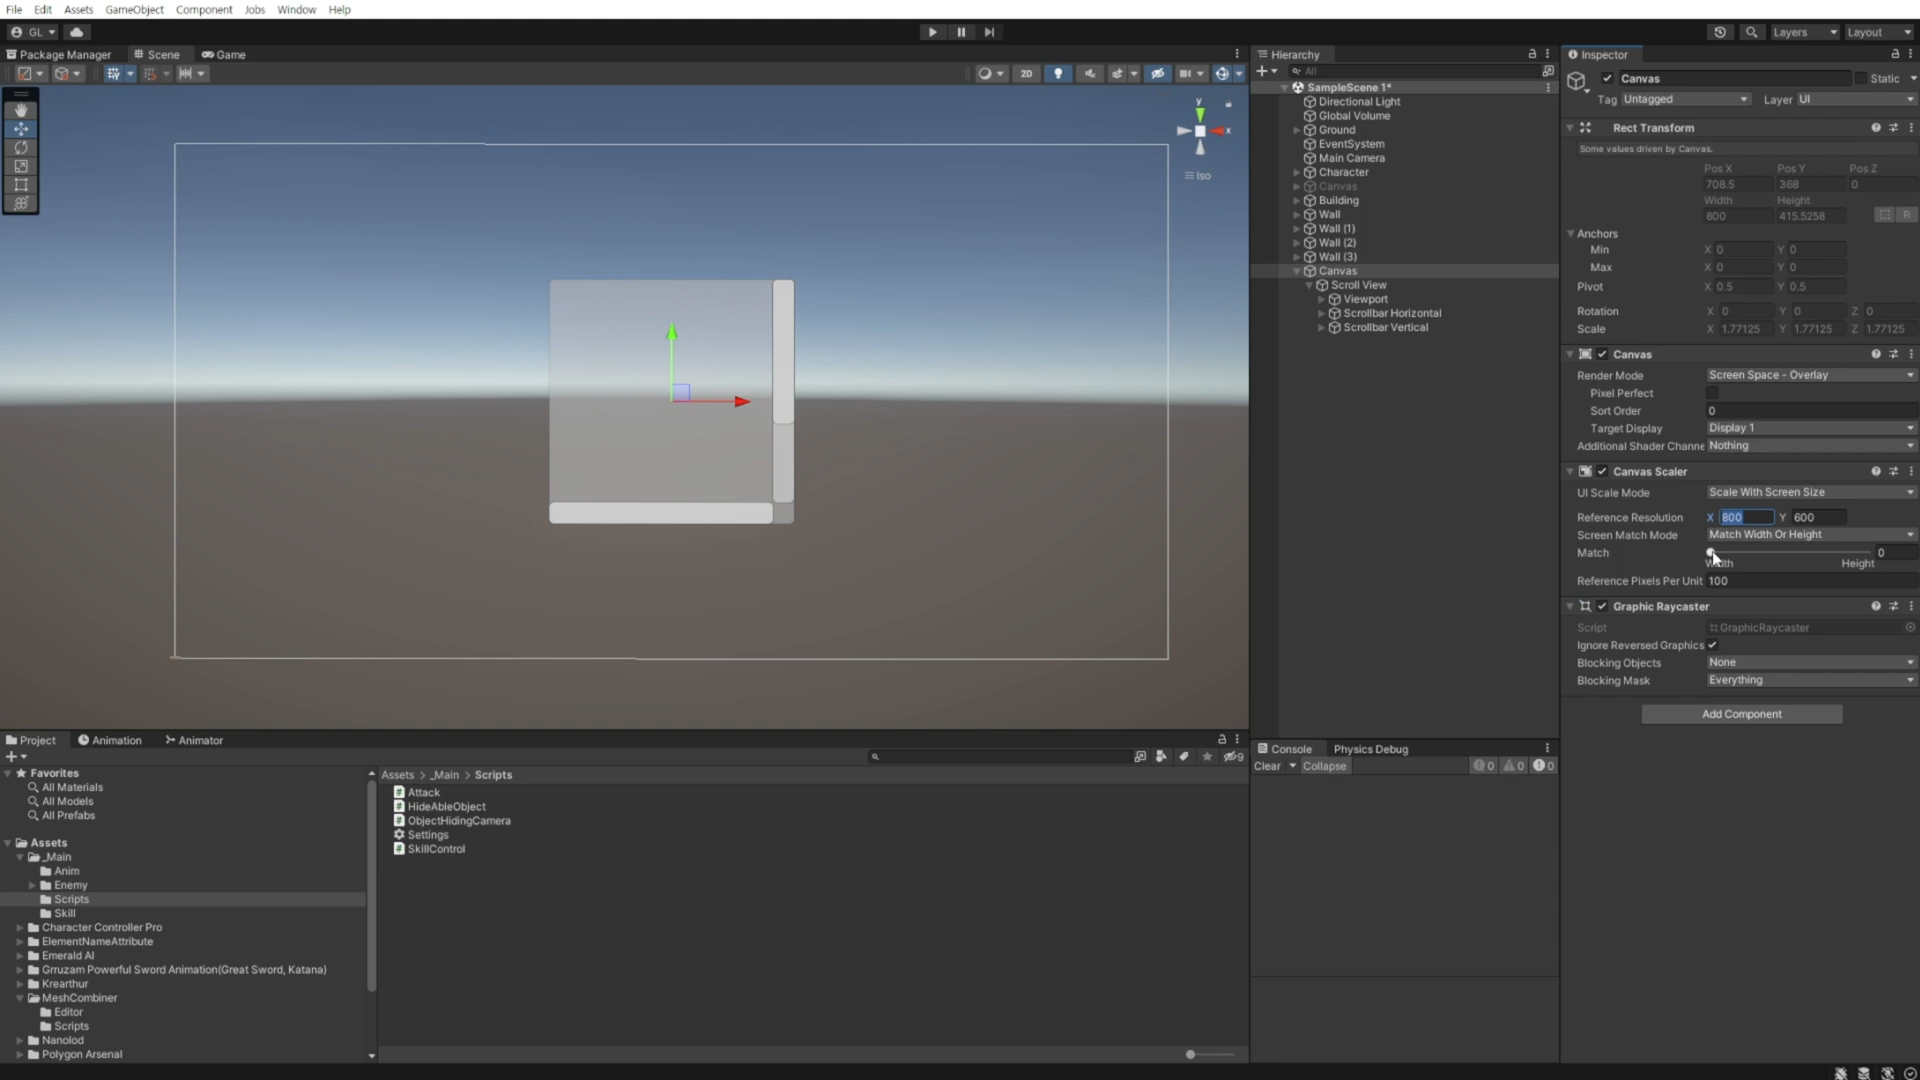 File Edit Assets GameObject Component Jobs Window Help
GL
Layers Layout
Package Manager Scene Game
2D
y
x
Iso
Hierarchy
All
SampleScene 1*
Directional Light
Global Volume
Ground
EventSystem
Main Camera
Character
Canvas
Building
Wall
Wall (1)
Wall (2)
Wall (3)
Canvas
Scroll View
Viewport
Scrollbar Horizontal
Scrollbar Vertical
Inspector
Canvas Static
Tag Untagged Layer UI
Rect Transform
Some values driven by Canvas.
Pos X Pos Y Pos Z
708.5 368 0
Width Height
800 415.5258 R
Anchors
Min X 0 Y 0
Max X 0 Y 0
Pivot X 0.5 Y 0.5
Rotation X 0 Y 0 Z 0
Scale X 1.77125 Y 1.77125 Z 1.77125
Canvas
Render Mode Screen Space - Overlay
Pixel Perfect
Sort Order 0
Target Display Display 1
Additional Shader Channe Nothing
Canvas Scaler
UI Scale Mode Scale With Screen Size
Reference Resolution X 800 Y 600
Screen Match Mode Match Width Or Height
Match 0
Width Height
Reference Pixels Per Unit 100
Graphic Raycaster
Script GraphicRaycaster
Ignore Reversed Graphics
Blocking Objects None
Blocking Mask Everything
Add Component
Project Animation Animator
9
Favorites
All Materials
All Models
All Prefabs
Assets
_Main
Anim
Enemy
Scripts
Skill
Character Controller Pro
ElementNameAttribute
Emerald AI
Grruzam Powerful Sword Animation(Great Sword, Katana)
Krearthur
MeshCombiner
Editor
Scripts
Nanolod
Polygon Arsenal
Assets > _Main > Scripts
Attack
HideAbleObject
ObjectHidingCamera
Settings
SkillControl
Console Physics Debug
Clear Collapse 0 0 0